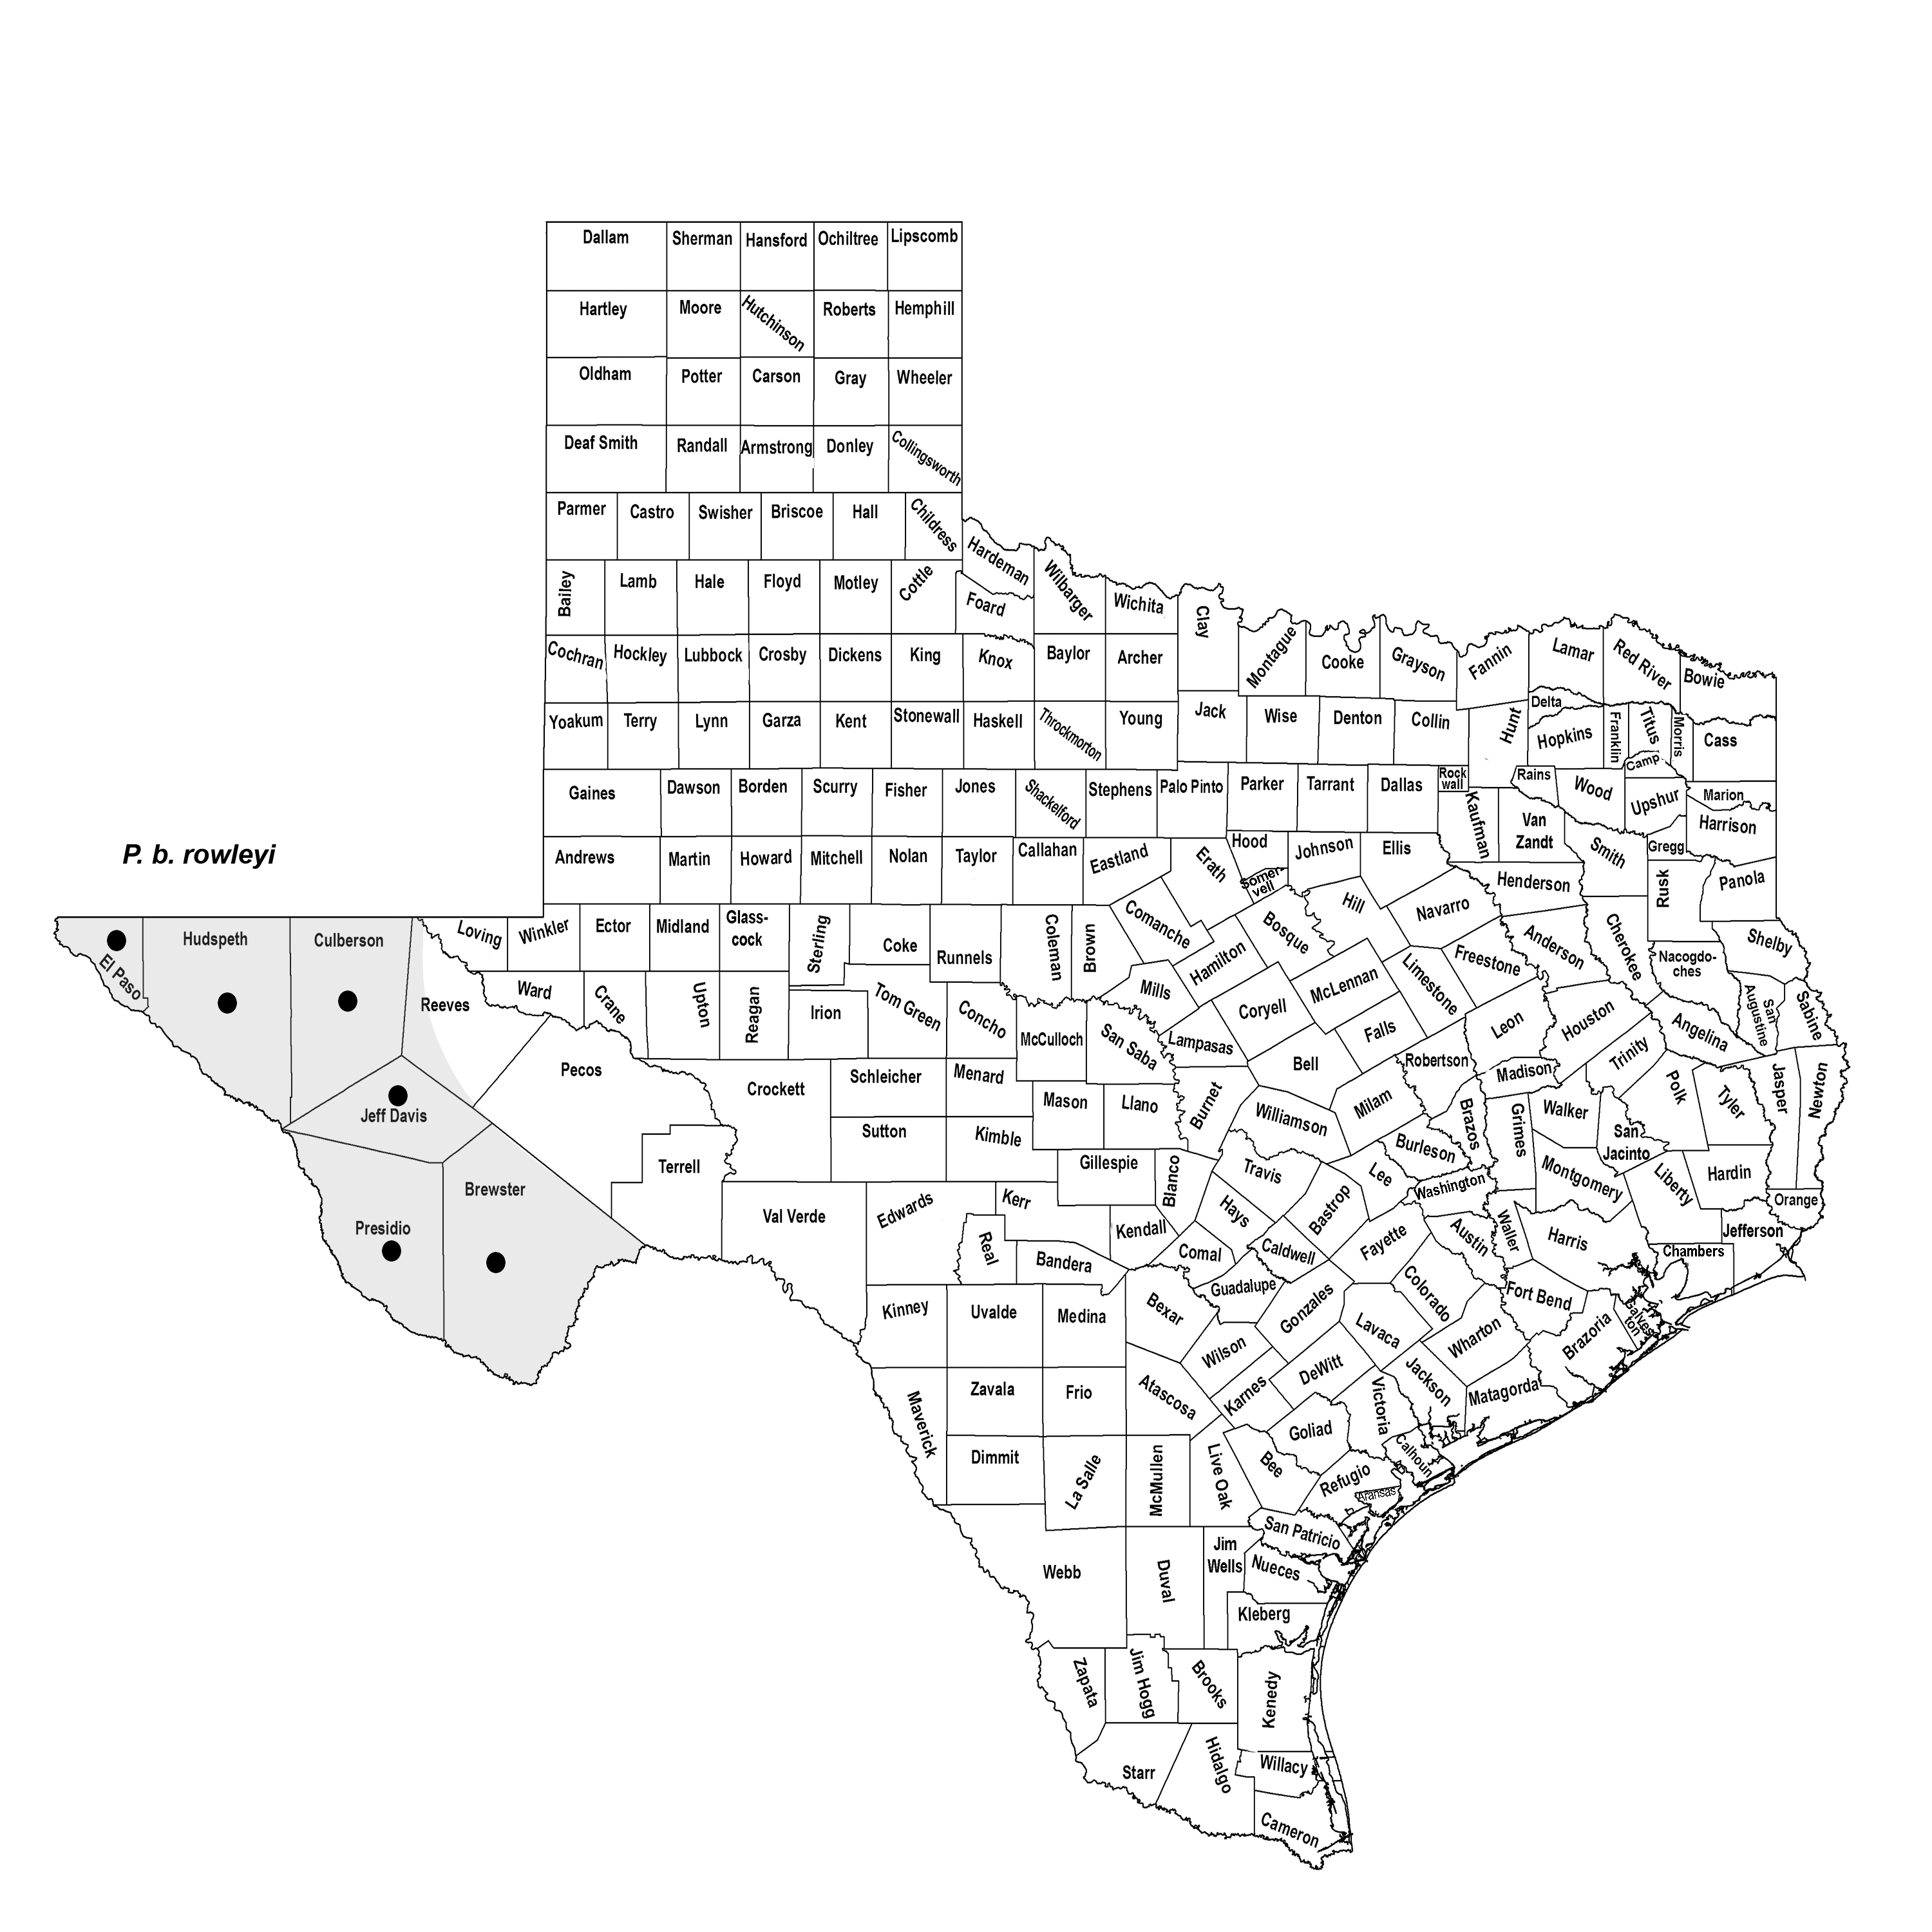 Dallam Sherman Hansford Ochiltree Lipscomb
Hartley Moore Hutchinson Roberts Hemphill
Oldham Potter Carson Gray Wheeler
Deaf Smith Randall Armstrong Donley Collingsworth
Parmer Castro Swisher Briscoe Hall Childress
Hardeman
Bailey Lamb Hale Floyd Motley Cottle Foard Wilbarger Wichita Clay
Cochran Hockley Lubbock Crosby Dickens King Knox Baylor Archer Montague Cooke Grayson Fannin Lamar Red River Bowie
Yoakum Terry Lynn Garza Kent Stonewall Haskell Throckmorton Young Jack Wise Denton Collin Hunt Delta
Hopkins Franklin Titus Morris Cass
Camp
Gaines Dawson Borden Scurry Fisher Jones Shackelford Stephens Palo Pinto Parker Tarrant Dallas Rock
wall
Rains Wood Upshur Marion
Kaufman Van
Zandt
Harrison
P. b. rowleyi
Andrews Martin Howard Mitchell Nolan Taylor Callahan Eastland Erath Hood Johnson Ellis Smith Gregg
Somer-
vell
Henderson Rusk Panola
Loving Winkler Ector Midland Glass-
cock
Sterling Coke Runnels Coleman Brown Comanche Hamilton Bosque Hill Navarro Anderson Cherokee Shelby
Nacogdo-
ches
El Paso Hudspeth Culberson
Reeves Ward Crane Upton Reagan Irion Tom Green Concho
Mills Coryell McLennan Limestone Freestone
San
Augustine
Sabine
McCulloch San Saba Lampasas Bell Falls Robertson Leon Houston Trinity Angelina
Pecos Crockett Schleicher Menard Mason Llano Burnet Williamson Milam Madison Polk Tyler Jasper Newton
Jeff Davis
Sutton Kimble Gillespie Blanco Travis Lee Burleson Brazos Grimes Walker
San
Jacinto
Terrell Brewster Presidio
Val Verde Edwards Kerr Real Kendall Bandera Hays Comal Caldwell Bastrop Fayette Washington Austin Waller Montgomery Liberty Hardin Orange
Harris Jefferson
Chambers
Kinney Uvalde Medina Bexar Guadalupe Gonzales Lavaca Colorado Fort Bend
Galves-
ton
Wilson Wharton Brazoria
Maverick Zavala Frio Atascosa Karnes DeWitt Jackson Matagorda
Victoria
Goliad Calhoun
Dimmit La Salle McMullen Live Oak Bee Refugio
Aransas
San Patricio
Webb Duval Jim
Wells
Nueces
Kleberg
Zapata Jim Hogg Brooks Kenedy
Starr Hidalgo Willacy
Cameron